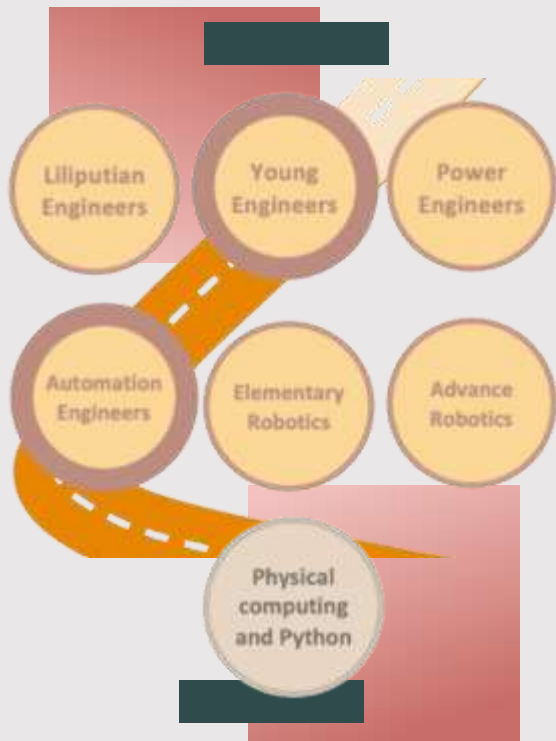 Liliputian
Engineers
Young
Engineers
Power
Engineers
Automation
Engineers
Elementary
Robotics
Advance
Robotics
Physical
computing
and Python